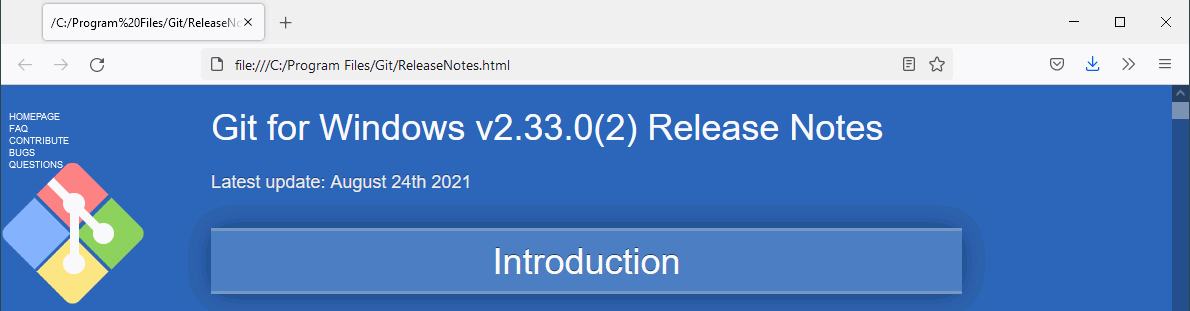 /C:/Program%20Files/Git/ReleaseNo
file:///C:/Program Files/Git/ReleaseNotes.html
HOMEPAGE
FAQ
CONTRIBUTE
BUGS
QUESTIONS
Git for Windows v2.33.0(2) Release Notes
Latest update: August 24th 2021
Introduction